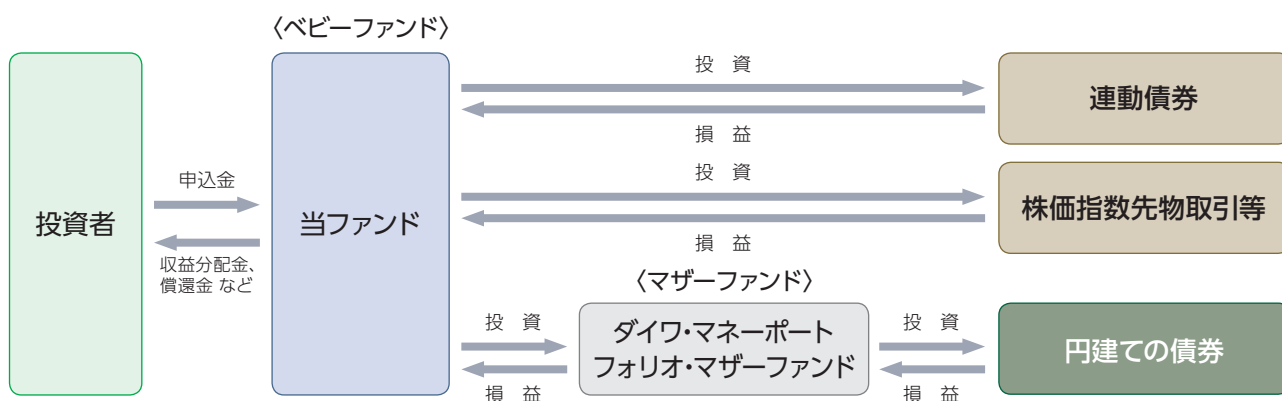 〈ベビーファンド〉
投資者
申込金
収益分配金、
償還金 など
当ファンド
投 資
損 益
連動債券
投 資
損 益
株価指数先物取引等
〈マザーファンド〉
投 資
損 益
ダイワ・マネーポート
フォリオ・マザーファンド
投 資
損 益
円建ての債券